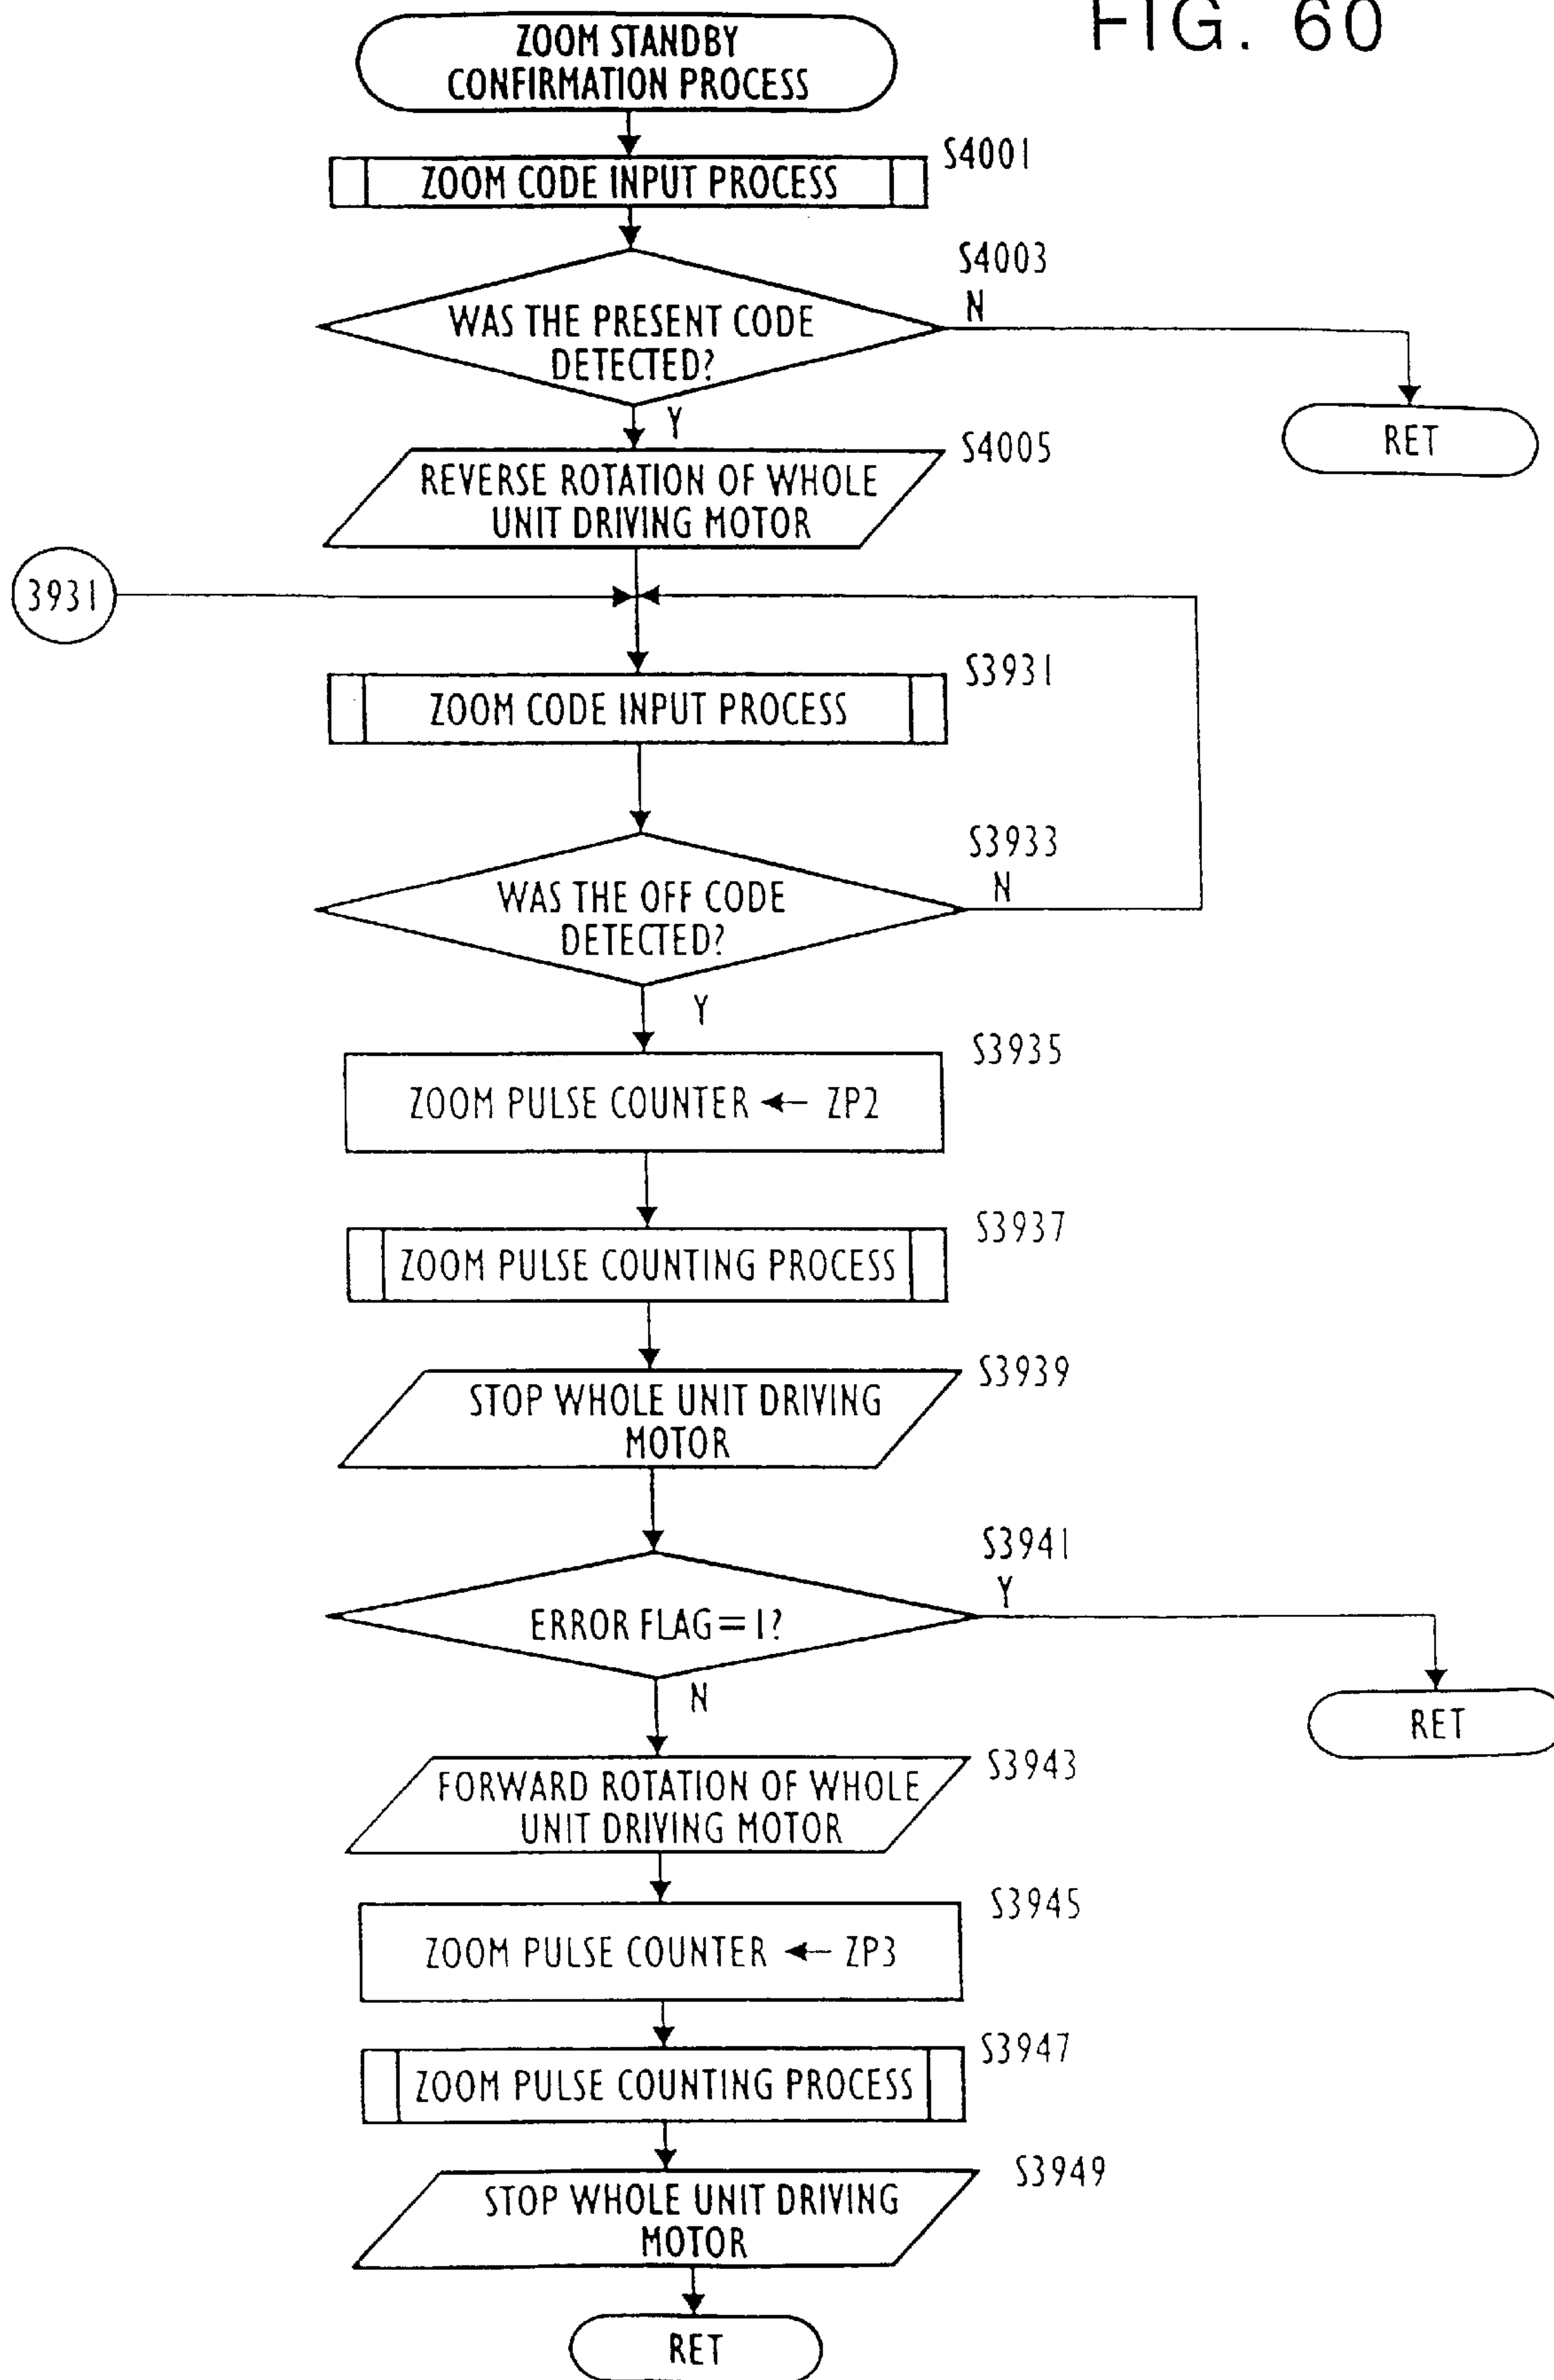 FIG. 60
ZOOM STANDBY
CONFIRMATION PROCESS
S4001
ZOOM CODE INPUT PROCESS
S4003
N
WAS THE PRESENT CODE
DETECTED?
Y
RET
S4005
REVERSE ROTATION OF WHOLE
UNIT DRIVING MOTOR
3931
S3931
ZOOM CODE INPUT PROCESS
S3933
N
WAS THE OFF CODE
DETECTED?
Y
S3935
ZOOM PULSE COUNTER ← ZP2
S3937
ZOOM PULSE COUNTING PROCESS
S3939
STOP WHOLE UNIT DRIVING
MOTOR
S3941
Y
ERROR FLAG=1?
N
RET
S3943
FORWARD ROTATION OF WHOLE
UNIT DRIVING MOTOR
S3945
ZOOM PULSE COUNTER ← ZP3
S3947
ZOOM PULSE COUNTING PROCESS
S3949
STOP WHOLE UNIT DRIVING
MOTOR
RET